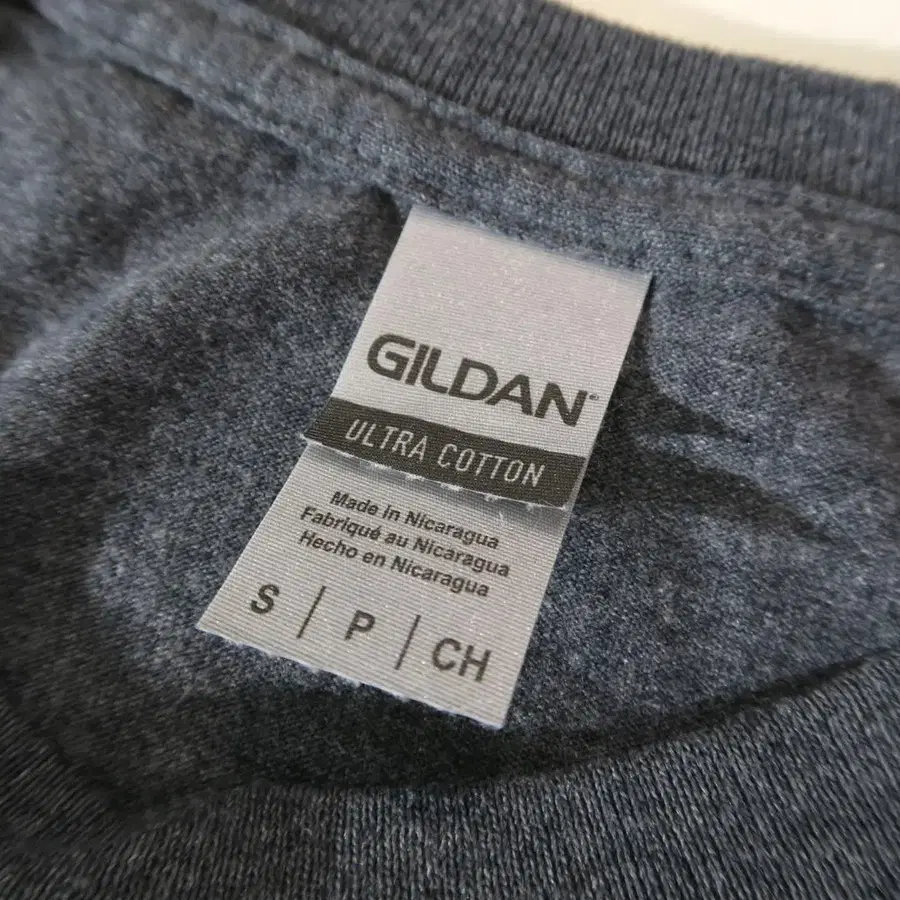 GILDAN
ULTRA COTTON
Made in Nicaragua
Fabriqué au Nicaragua
Hecho en Nicaragua
S | P | CH